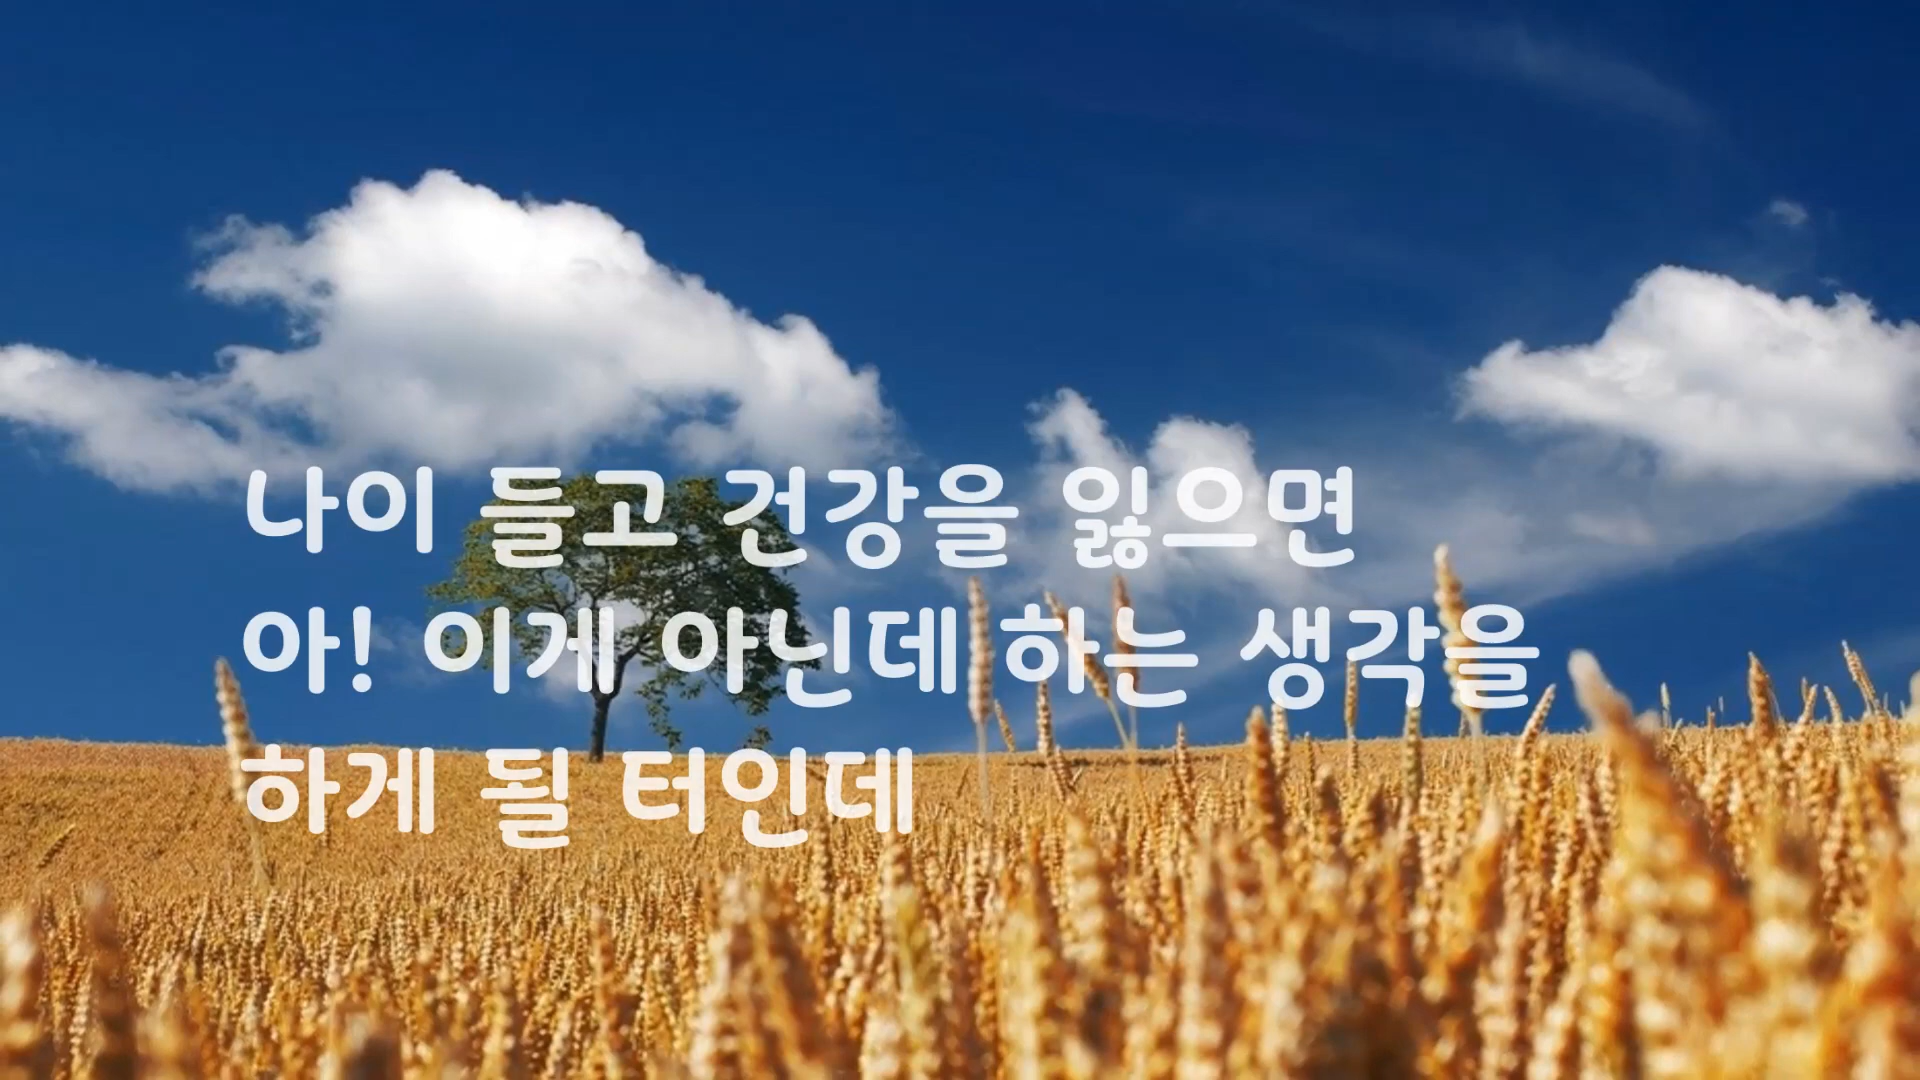 나이 들고 건강을 잃으면
아! 이게 아닌데 하는 생각을
하게 될 터인데